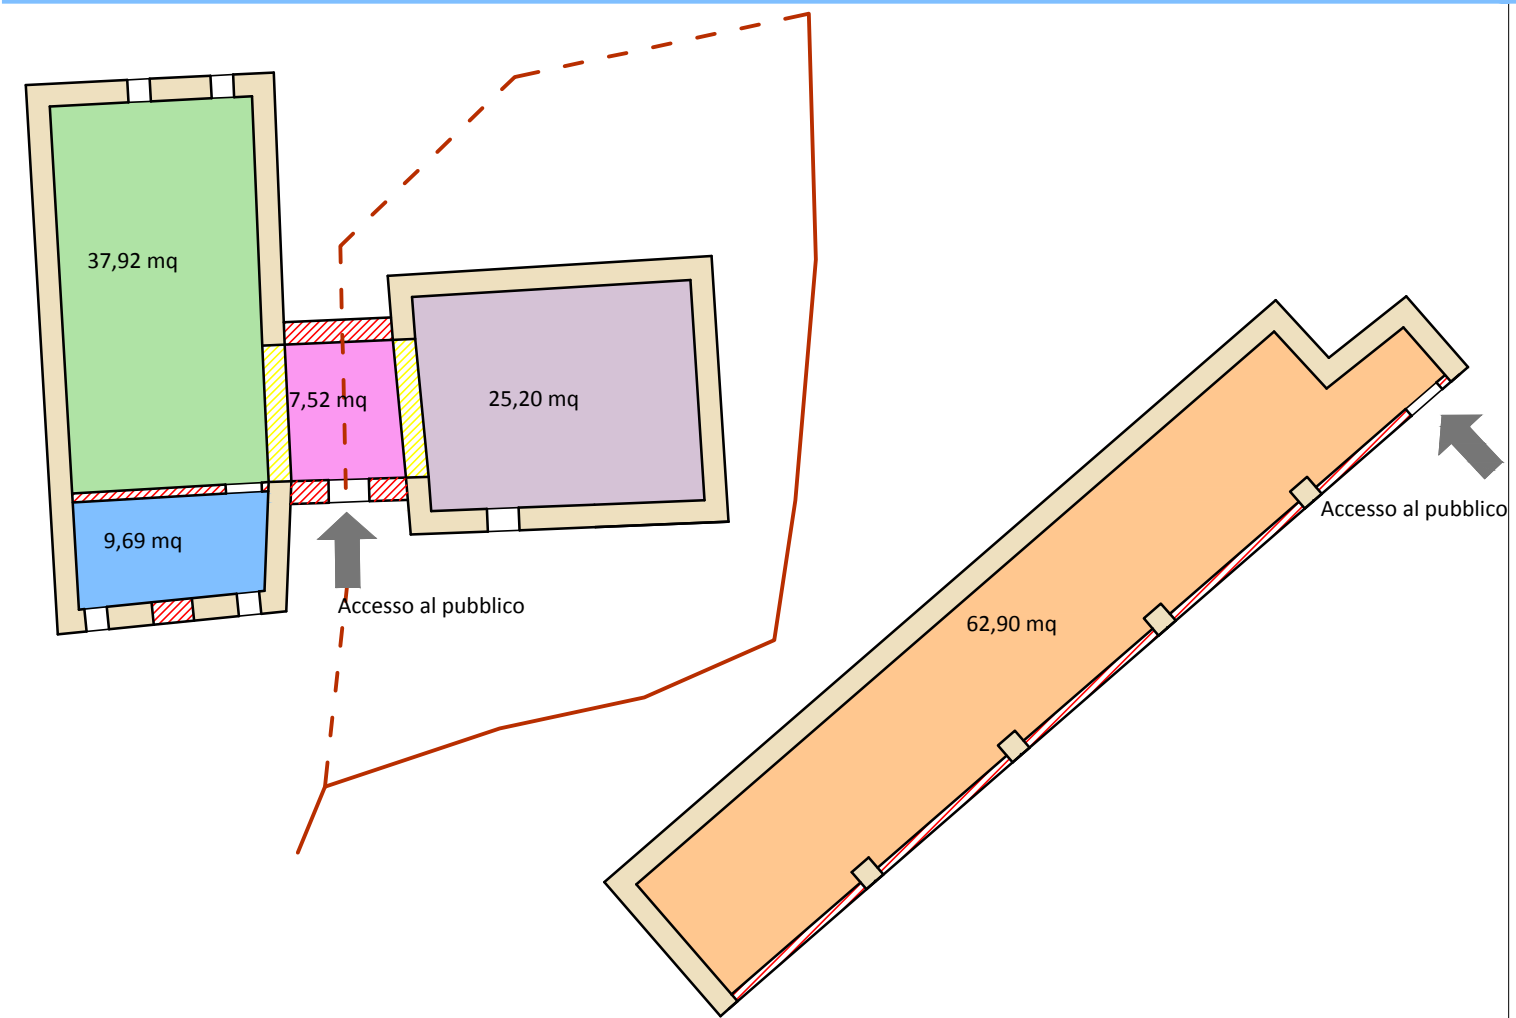 37,92 mq
7,52 mq
25,20 mq
9,69 mq
Accesso al pubblico
62,90 mq
Accesso al pubblico